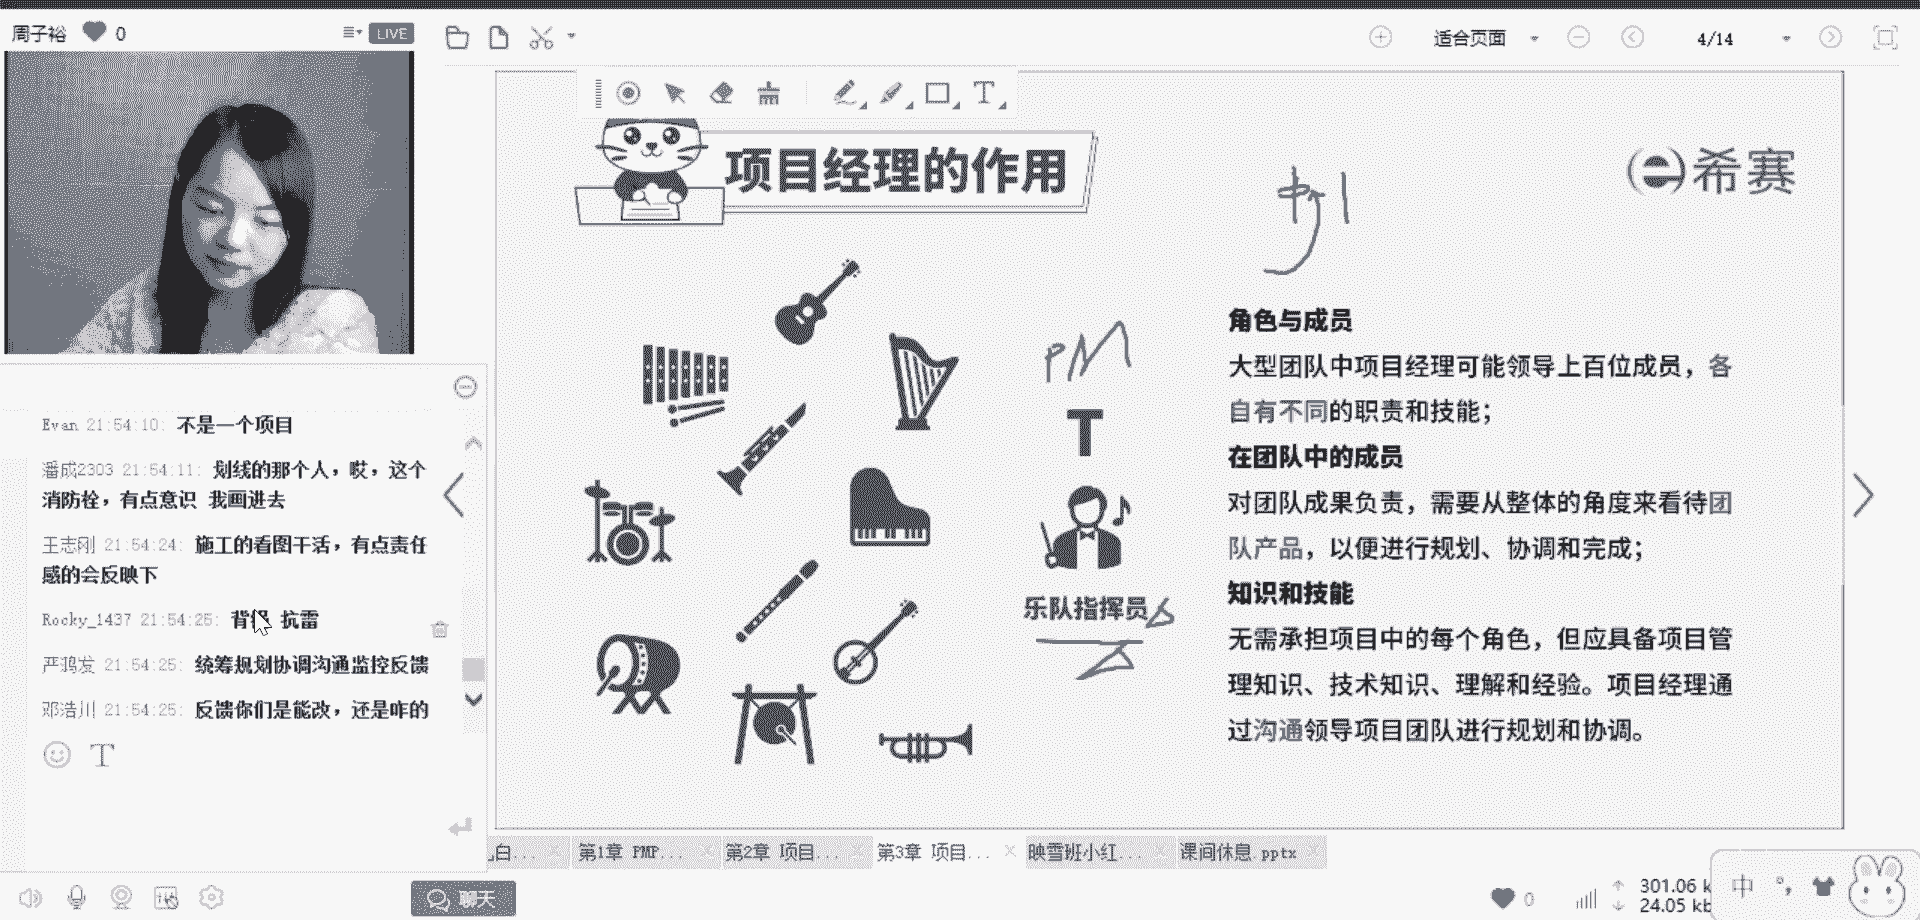 周子裕 0 LIVE
适合页面 4/14
项目经理的作用
希赛
PM
T
乐队指挥员
角色与成员
大型团队中项目经理可能领导上百位成员，各
自有不同的职责和技能；
在团队中的成员
对团队成果负责，需要从整体的角度来看待团
队产品，以便进行规划、协调和完成；
知识和技能
无需承担项目中的每个角色，但应具备项目管
理知识、技术知识、理解和经验。项目经理通
过沟通领导项目团队进行规划和协调。
Evan 21:54:10: 不是一个项目
潘成2303 21:54:11: 划线的那个人，哎，这个
消防栓，有点意识 我画进去
王志刚 21:54:24: 施工的看图干活，有点责任
感的会反映下
Rocky_1437 21:54:25: 背 抗雷
严鸿发 21:54:25: 统筹规划协调沟通监控反馈
邓浩川 21:54:25: 反馈你们是能改，还是咋的
T
白... 第1章 PMP... 第2章 项目... 第3章 项目... 映雪班小红... 课间休息.pptx
聊天
0 301.06 k
24.05 kb
中